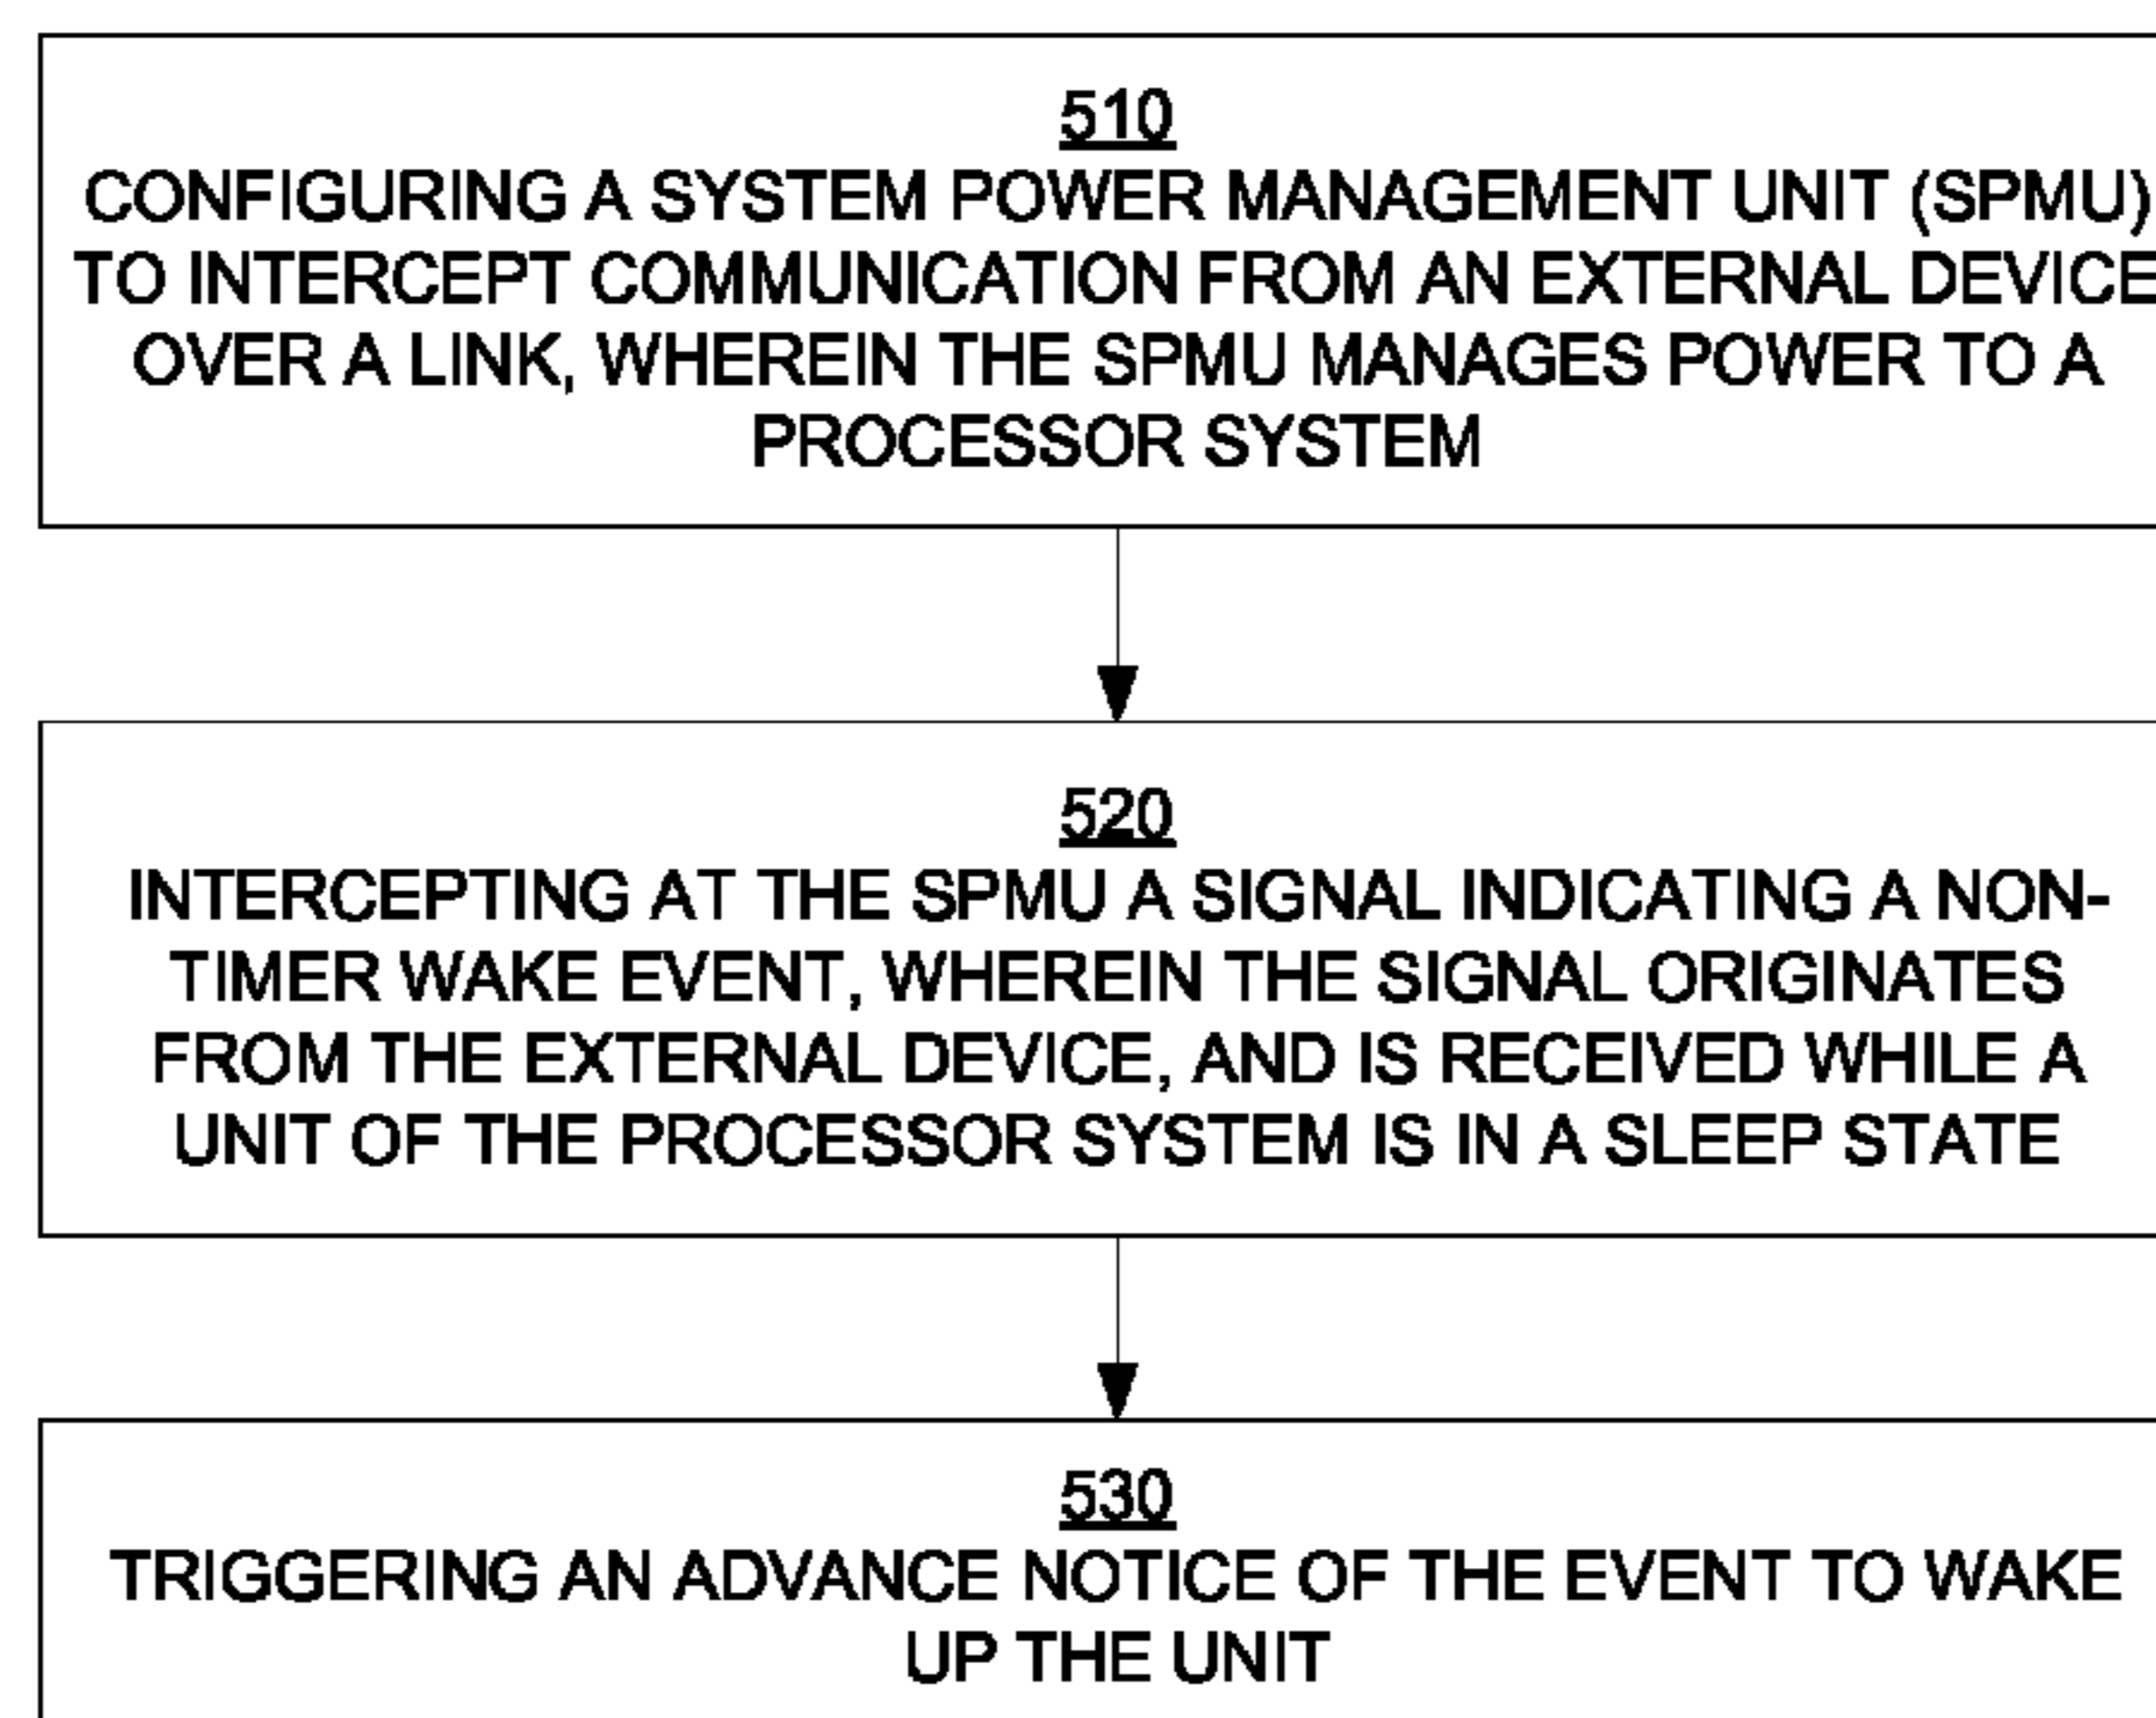 510
CONFIGURING A SYSTEM POWER MANAGEMENT UNIT (SPMU)
TO INTERCEPT COMMUNICATION FROM AN EXTERNAL DEVICE
OVER A LINK, WHEREIN THE SPMU MANAGES POWER TO A
PROCESSOR SYSTEM
520
INTERCEPTING AT THE SPMU A SIGNAL INDICATING A NON-
TIMER WAKE EVENT, WHEREIN THE SIGNAL ORIGINATES
FROM THE EXTERNAL DEVICE, AND IS RECEIVED WHILE A
UNIT OF THE PROCESSOR SYSTEM IS IN A SLEEP STATE
530
TRIGGERING AN ADVANCE NOTICE OF THE EVENT TO WAKE
UP THE UNIT